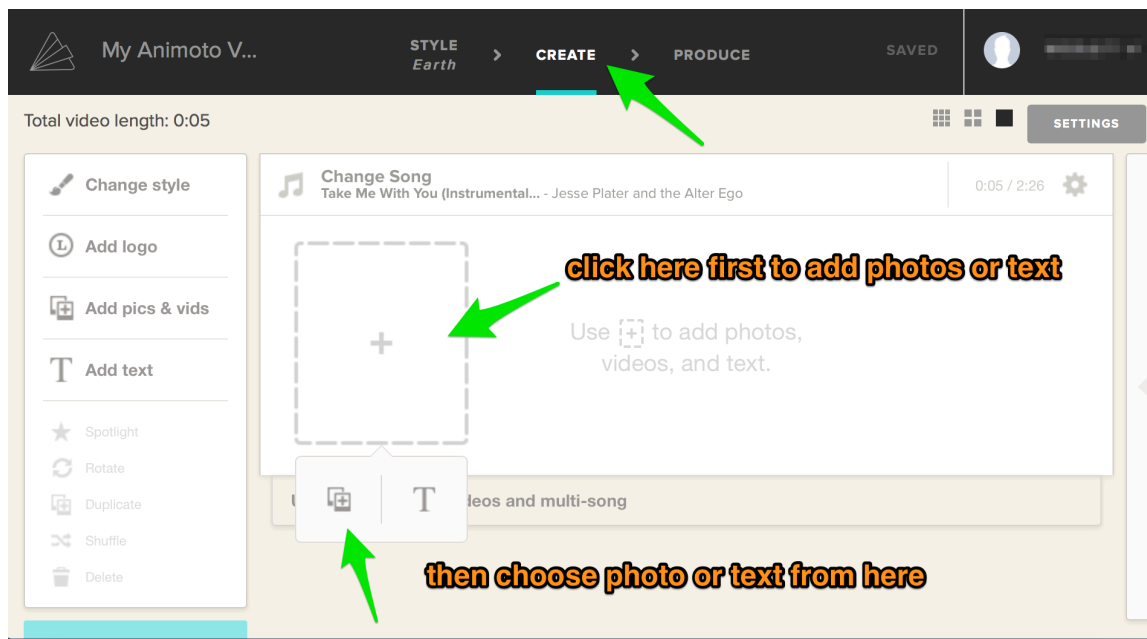 My Animoto V...
STYLE
Earth
CREATE
PRODUCE
SAVED
Total video length: 0:05
SETTINGS
Change style
Add logo
Add pics & vids
Add text
Spotlight
Rotate
Duplicate
Shuffle
Delete
Change Song
Take Me With You (Instrumental... - Jesse Plater and the Alter Ego
0:05 / 2:26
click here first to add photos or text
Use [+] to add photos,
videos, and text.
T
and multi-song
then choose photo or text from here